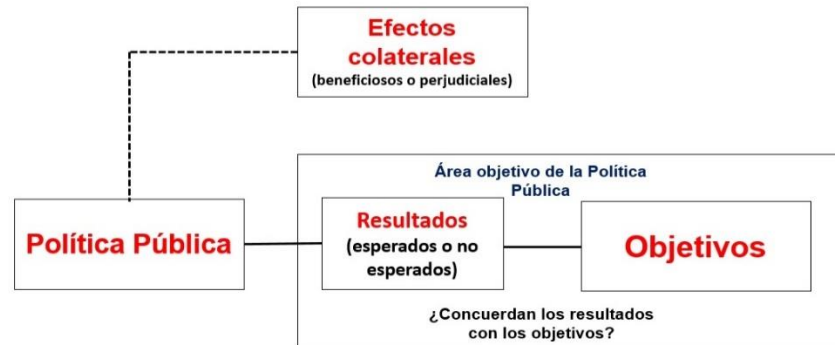 Efectos
colaterales
(beneficiosos o perjudiciales)
Área objetivo de la Política
Pública
Política Pública
Resultados
(esperados o no
esperados)
Objetivos
¿Concuerdan los resultados
con los objetivos?